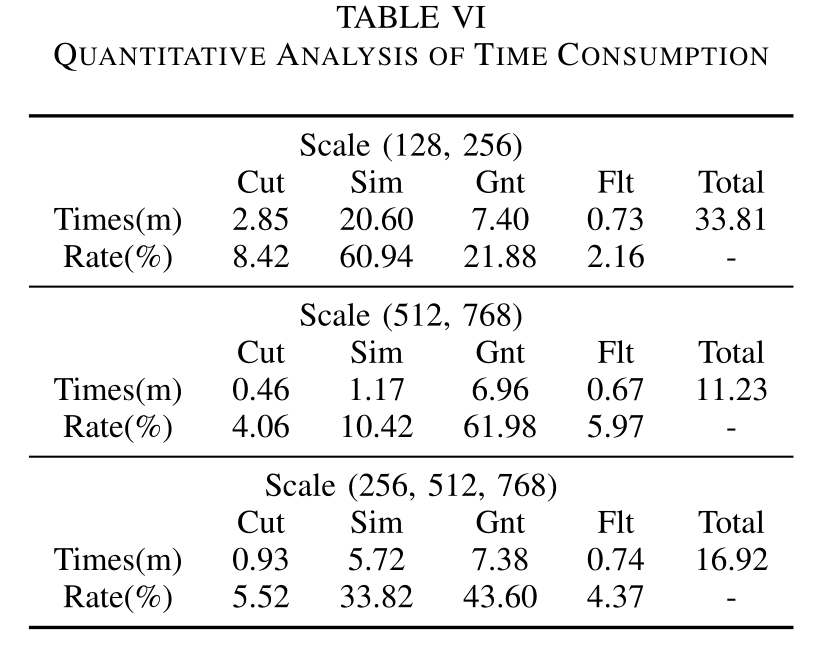 TABLE VI
QUANTITATIVE ANALYSIS OF TIME CONSUMPTION
Scale (128, 256)
Cut Sim Gnt Flt Total
Times(m) 2.85 20.60 7.40 0.73 33.81
Rate(%) 8.42 60.94 21.88 2.16 -
Scale (512, 768)
Cut Sim Gnt Flt Total
Times(m) 0.46 1.17 6.96 0.67 11.23
Rate(%) 4.06 10.42 61.98 5.97 -
Scale (256, 512, 768)
Cut Sim Gnt Flt Total
Times(m) 0.93 5.72 7.38 0.74 16.92
Rate(%) 5.52 33.82 43.60 4.37 -